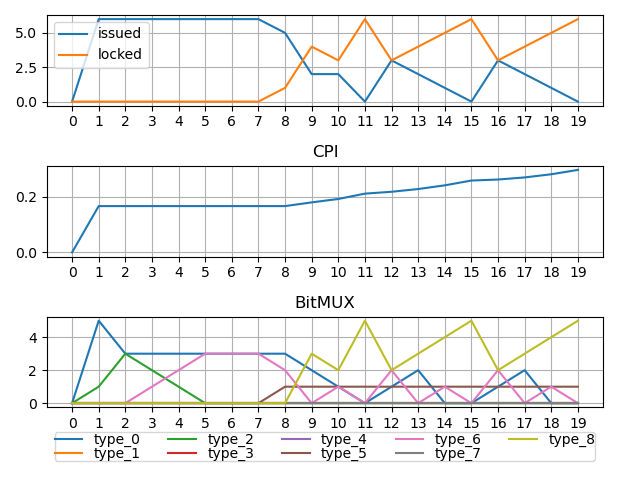 5.0
2.5
0.0
issued
locked
0 1 2 3 4 5 6 7 8 9 10 11 12 13 14 15 16 17 18 19
CPI
0.2
0.0
0 1 2 3 4 5 6 7 8 9 10 11 12 13 14 15 16 17 18 19
BitMUX
4
2
0
0 1 2 3 4 5 6 7 8 9 10 11 12 13 14 15 16 17 18 19
type_0 type_2 type_4 type_6 type_8
type_1 type_3 type_5 type_7